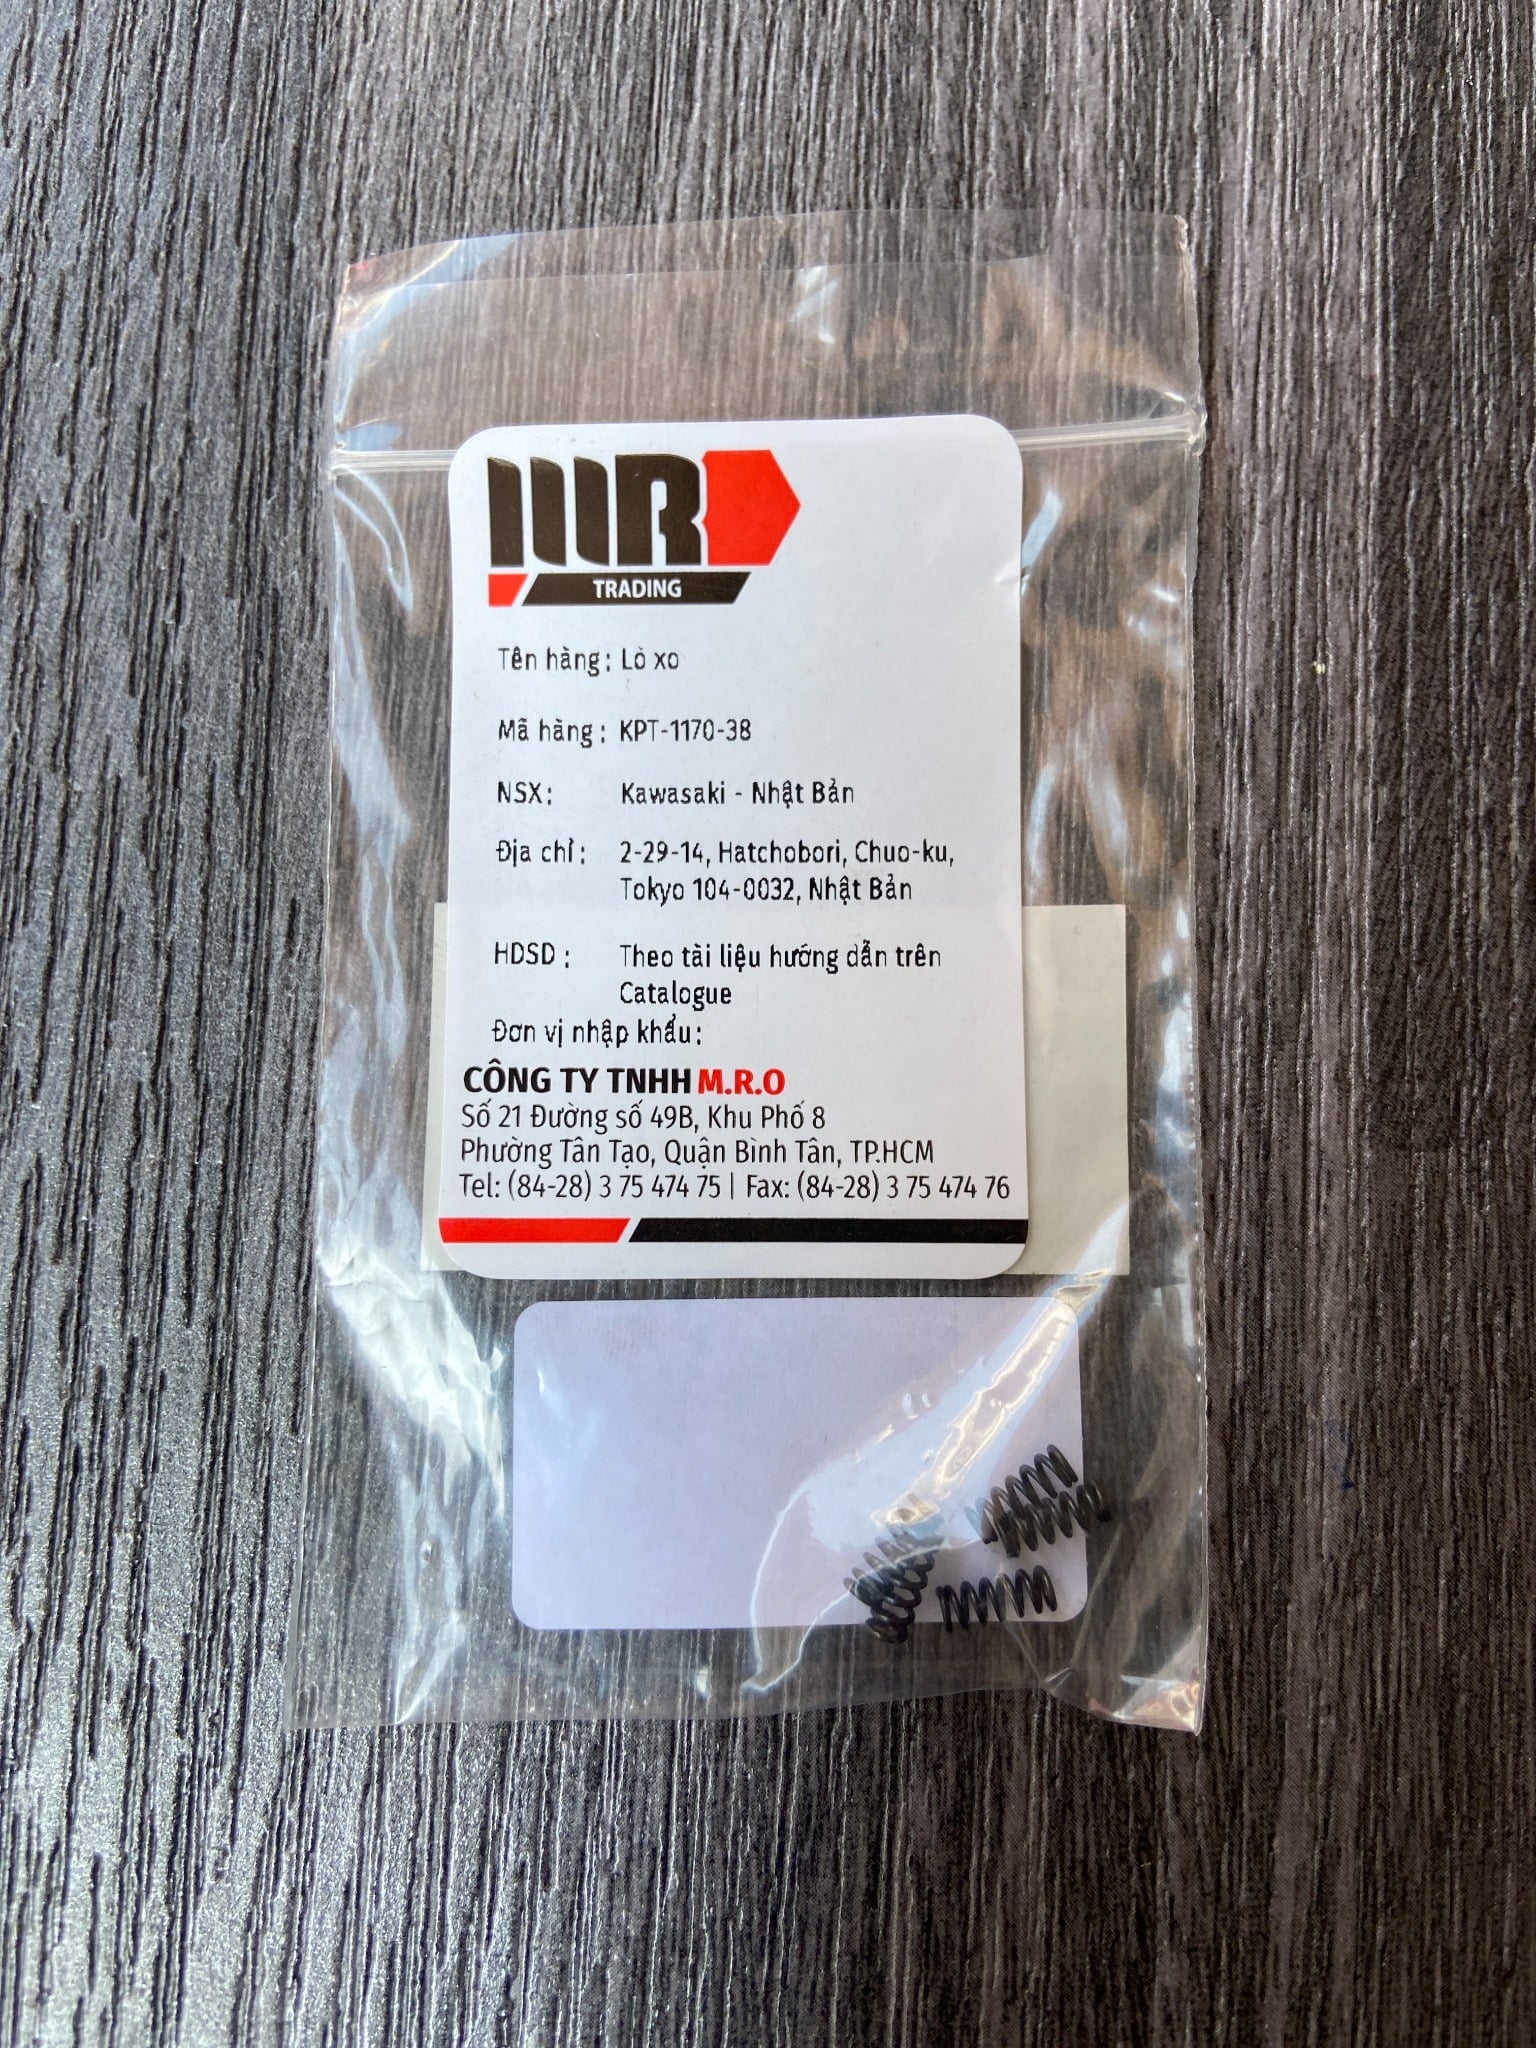 MR
TRADING
Tên hàng: Lò xo
Mã hàng: KPT-1170-38
NSX: Kawasaki - Nhật Bản
Địa chỉ: 2-29-14, Hatchobori, Chuo-ku,
Tokyo 104-0032, Nhật Bản
HDSD: Theo tài liệu hướng dẫn trên
Catalogue
Đơn vị nhập khẩu:
CÔNG TY TNHH M.R.O
Số 21 Đường số 49B, Khu Phố 8
Phường Tân Tạo, Quận Bình Tân, TP.HCM
Tel: (84-28) 3 75 474 75 | Fax: (84-28) 3 75 474 76